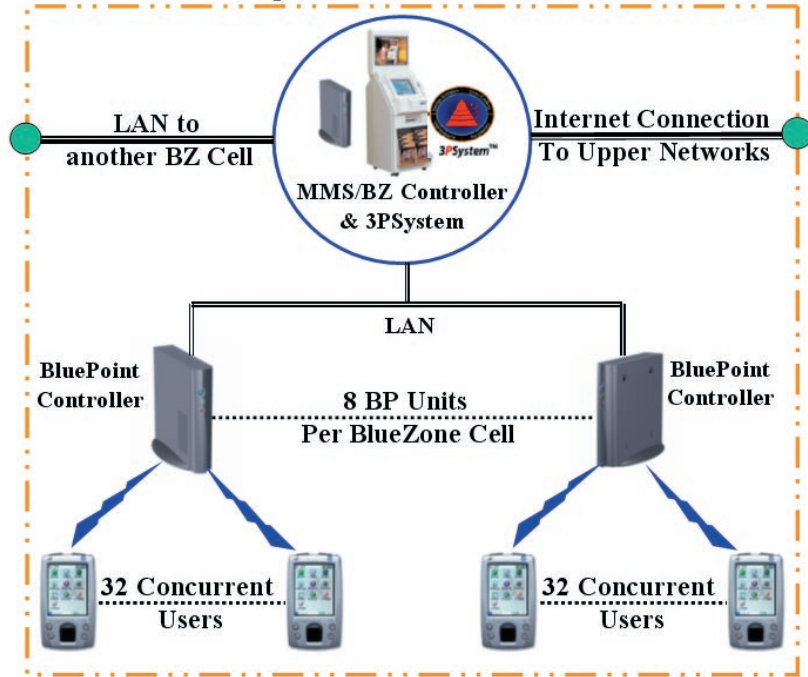 LAN to
another BZ Cell
3PSystem™
MMS/BZ Controller
& 3PSystem
Internet Connection
To Upper Networks
LAN
BluePoint
Controller
8 BP Units
Per BlueZone Cell
BluePoint
Controller
32 Concurrent
Users
32 Concurrent
Users